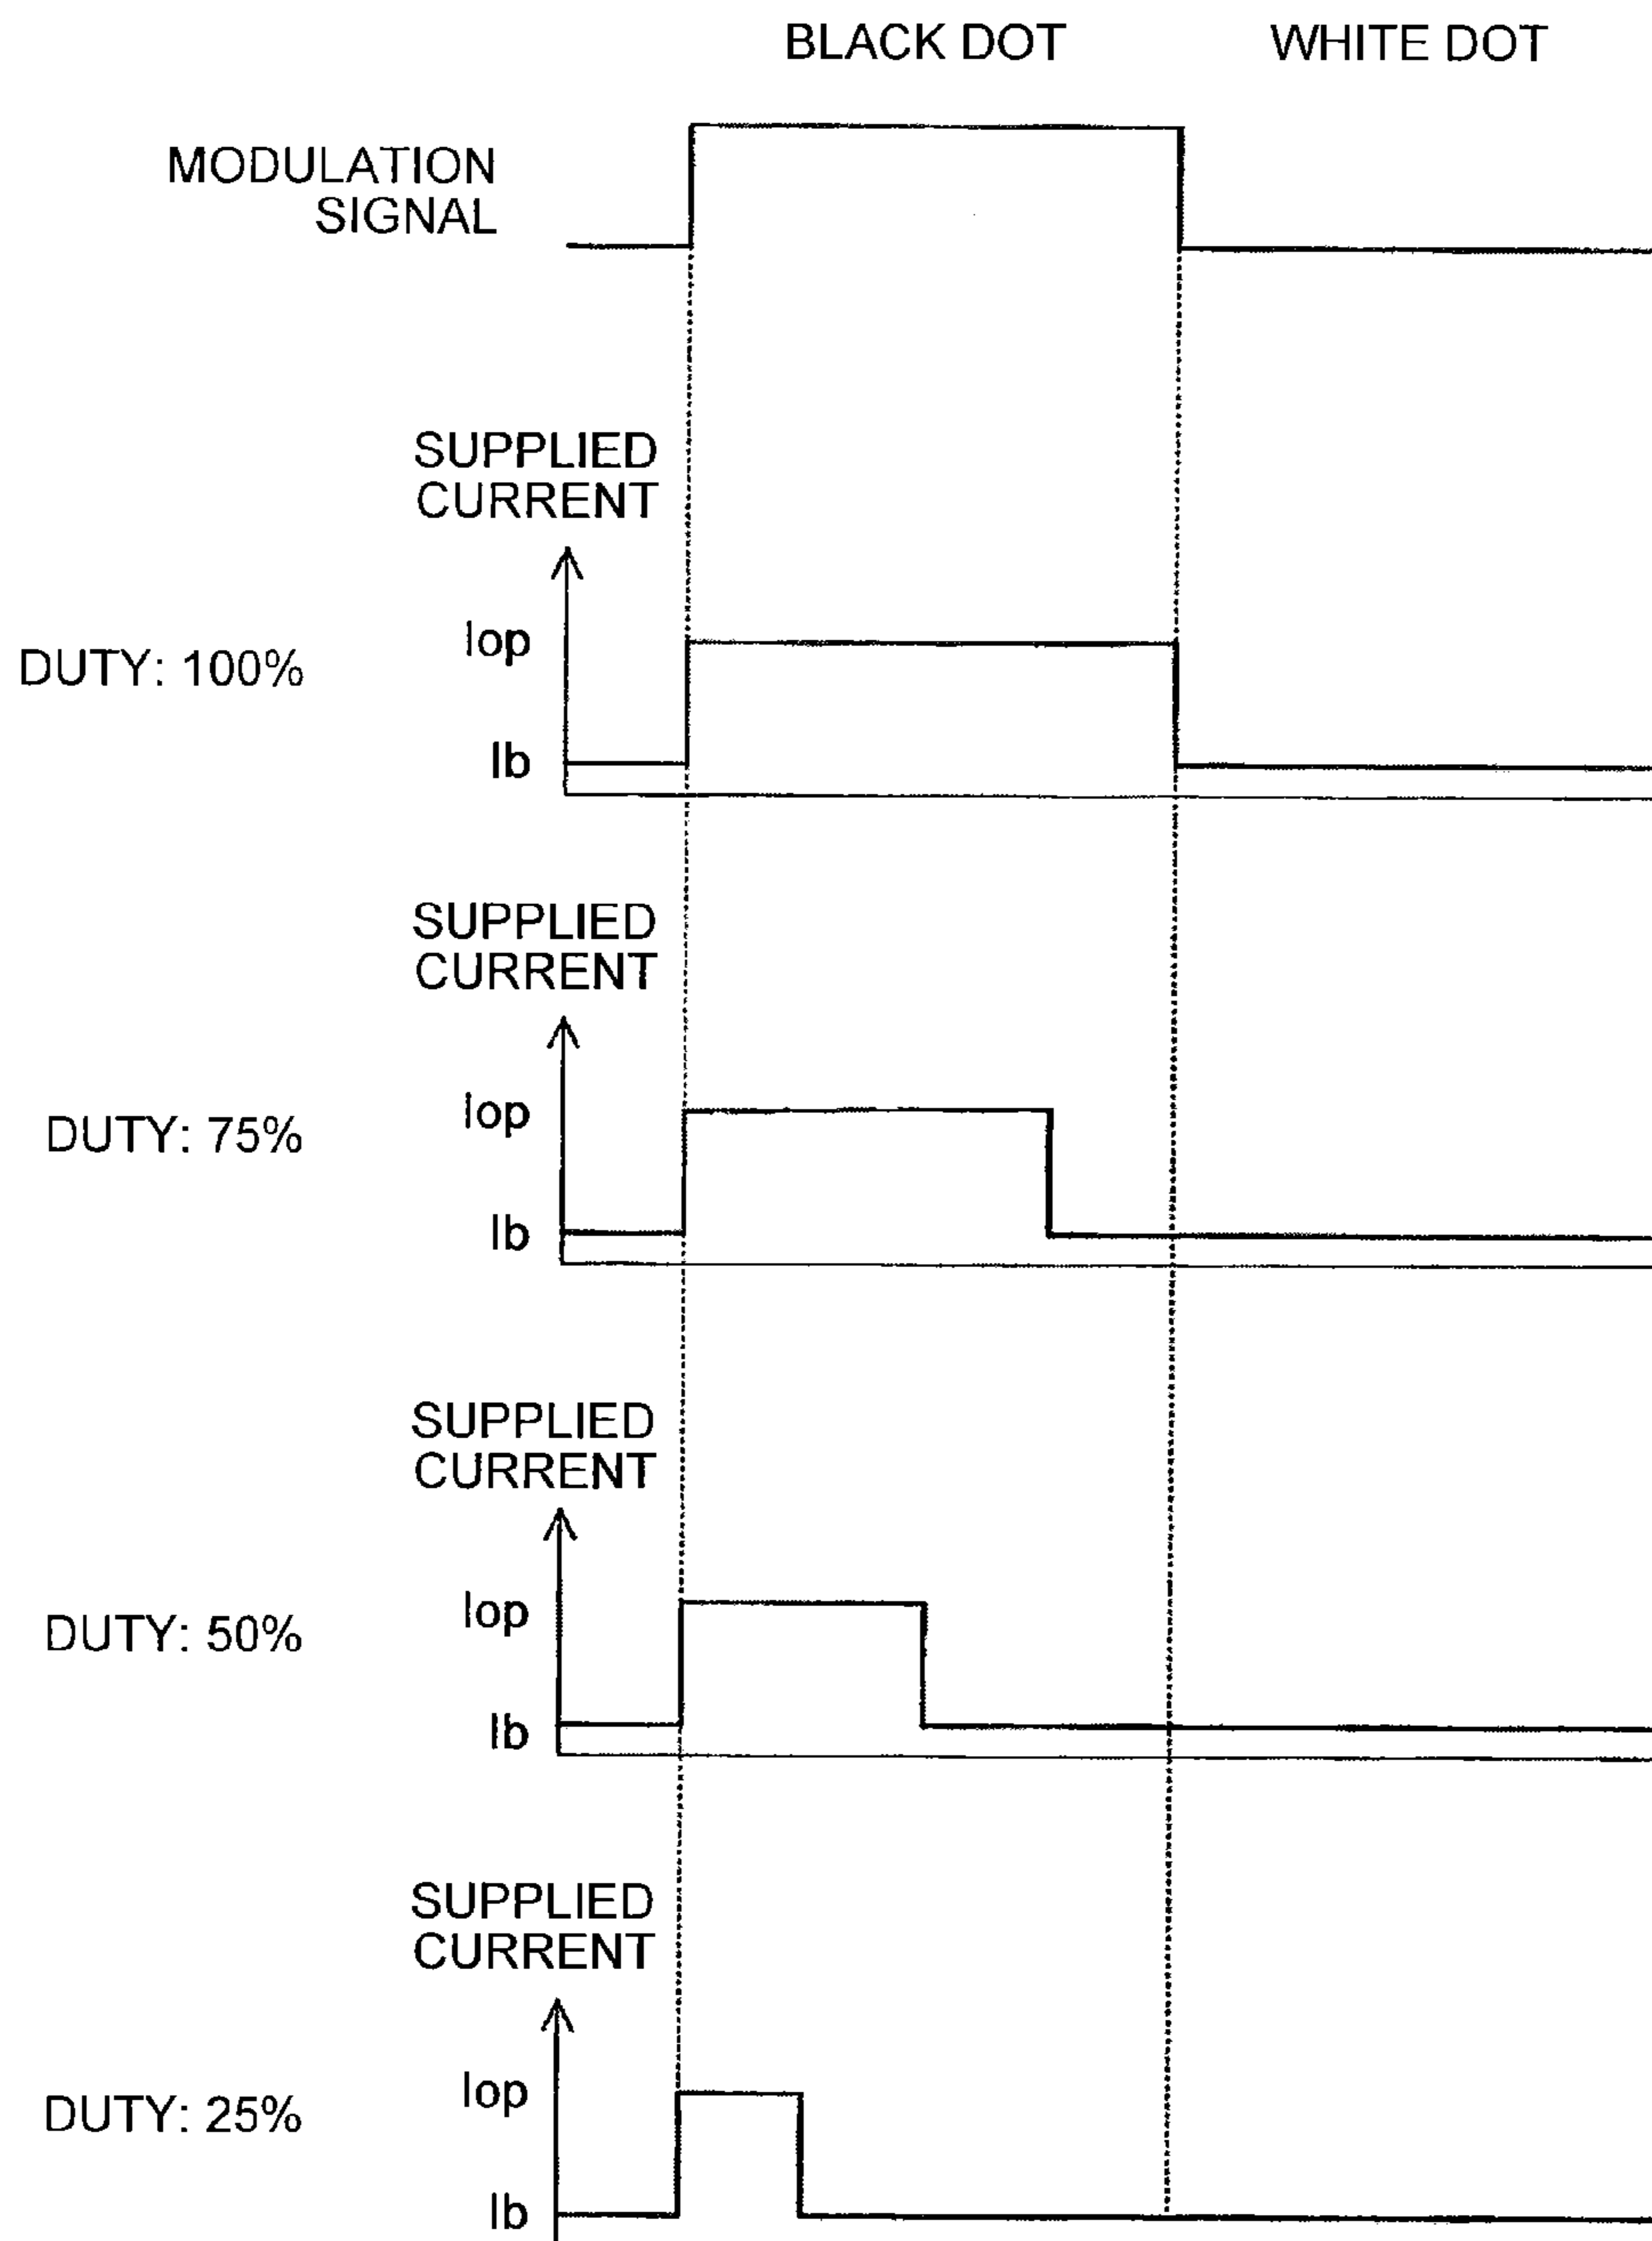 BLACK DOT WHITE DOT
MODULATION
SIGNAL
SUPPLIED
CURRENT
Iop
DUTY: 100%
Ib
SUPPLIED
CURRENT
Iop
DUTY: 75%
Ib
SUPPLIED
CURRENT
Iop
DUTY: 50%
Ib
SUPPLIED
CURRENT
Iop
DUTY: 25%
Ib